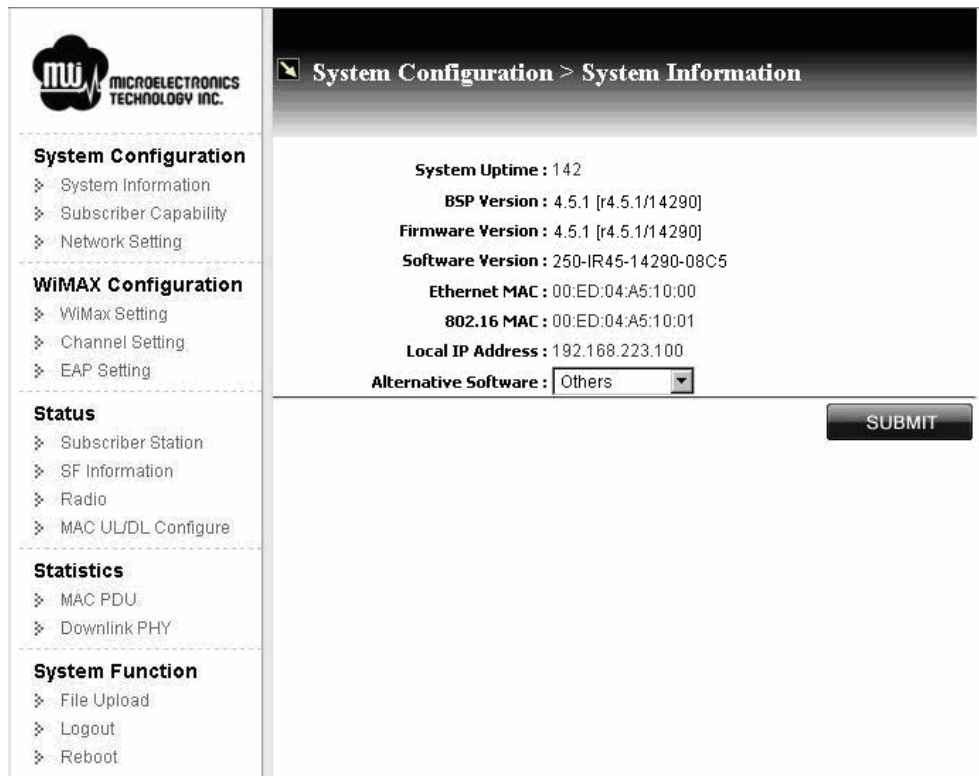 MTI
MICROELECTRONICS
TECHNOLOGY INC.
System Configuration
System Information
Subscriber Capability
Network Setting
WiMAX Configuration
WiMax Setting
Channel Setting
EAP Setting
Status
Subscriber Station
SF Information
Radio
MAC UL/DL Configure
Statistics
MAC PDU
Downlink PHY
System Function
File Upload
Logout
Reboot
System Configuration > System Information
System Uptime : 142
BSP Version : 4.5.1 [r4.5.1/14290]
Firmware Version : 4.5.1 [r4.5.1/14290]
Software Version : 250-IR45-14290-08C5
Ethernet MAC : 00:ED:04:A5:10:00
802.16 MAC : 00:ED:04:A5:10:01
Local IP Address : 192.168.223.100
Alternative Software : Others
SUBMIT